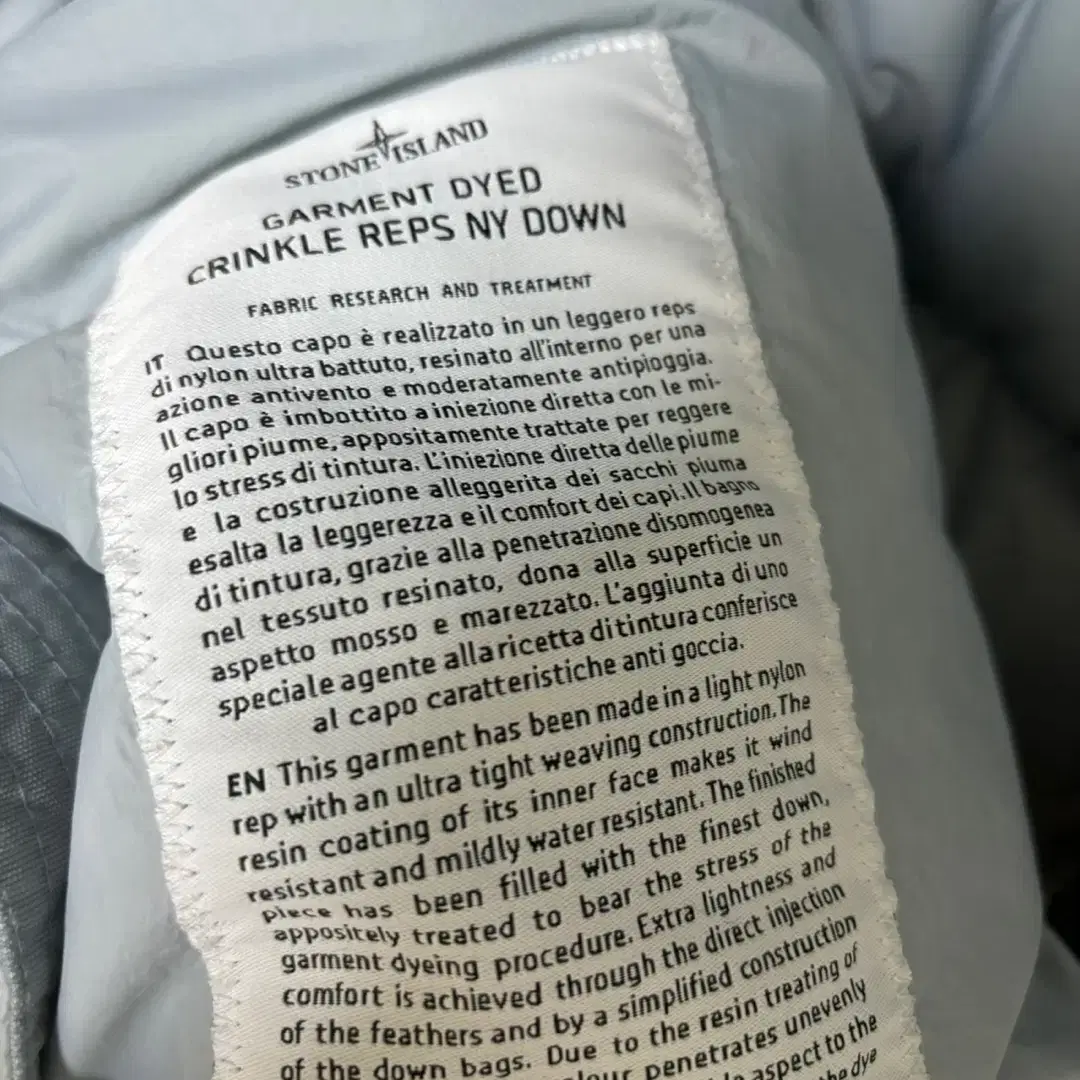 STONE ISLAND
GARMENT DYED
CRINKLE REPS NY DOWN
FABRIC RESEARCH AND TREATMENT
IT Questo capo è realizzato in un leggero reps
di nylon ultra battuto, resinato all'interno per una
azione antivento e moderatamente antipioggia.
Il capo è imbottito a iniezione diretta con le mi-
gliori piume, appositamente trattate per reggere
lo stress di tintura. L'iniezione diretta delle piume
e la costruzione alleggerita dei sacchi piuma
esalta la leggerezza e il comfort dei capi. Il bagno
di tintura, grazie alla penetrazione disomogenea
nel tessuto resinato, dona alla superficie un
aspetto mosso e marezzato. L'aggiunta di uno
speciale agente alla ricetta di tintura conferisce
al capo caratteristiche anti goccia.
EN This garment has been made in a light nylon
rep with an ultra tight weaving construction. The
resin coating of its inner face makes it wind
resistant and mildly water resistant. The finished
piece has been filled with the finest down,
appositely treated to bear the stress of the
garment dyeing procedure. Extra lightness and
comfort is achieved through the direct injection
of the feathers and by a simplified construction
of the down bags. Due to the resin treating of
penetrates unevenly
aspect to the
the dye